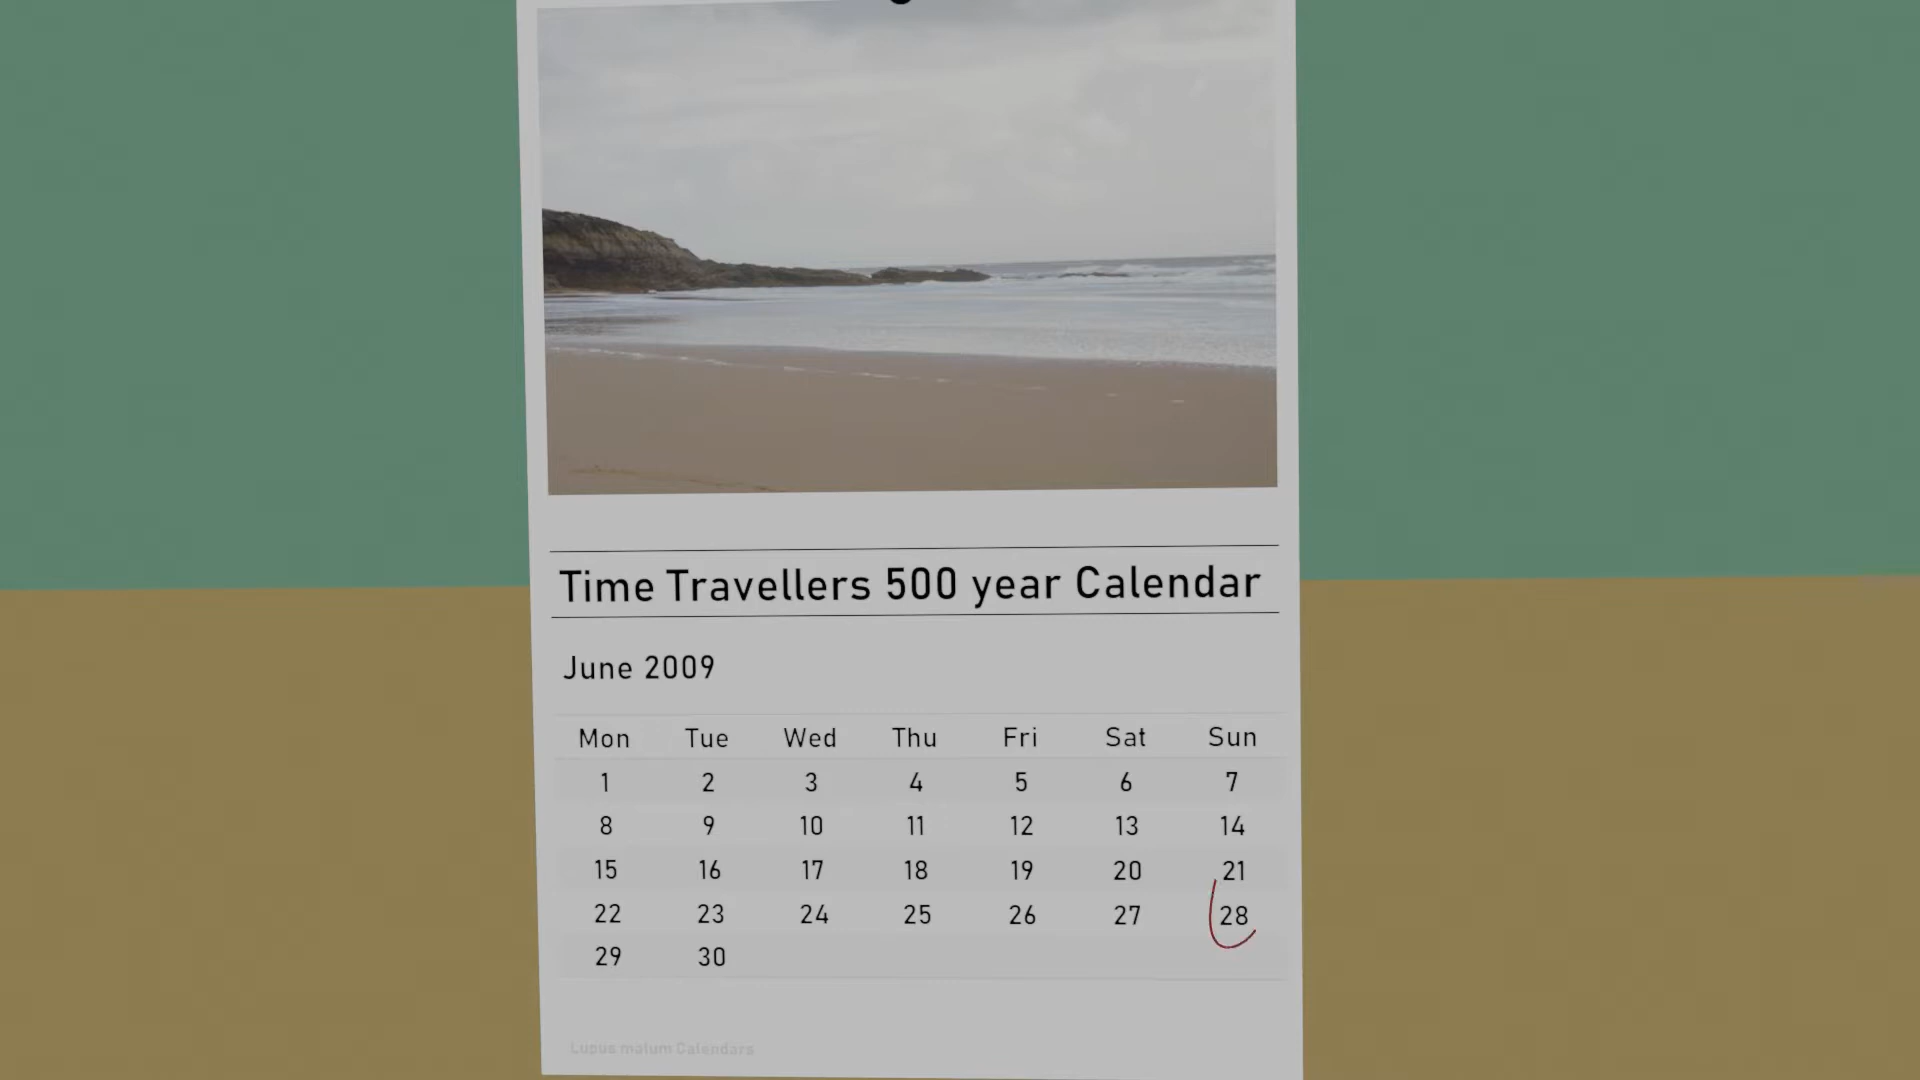 Time Travellers 500 year Calendar
June 2009
Mon Tue Wed Thu Fri Sat Sun
1 2 3 4 5 6 7
8 9 10 11 12 13 14
15 16 17 18 19 20 21
22 23 24 25 26 27 28
29 30
Lupus malum Calendars